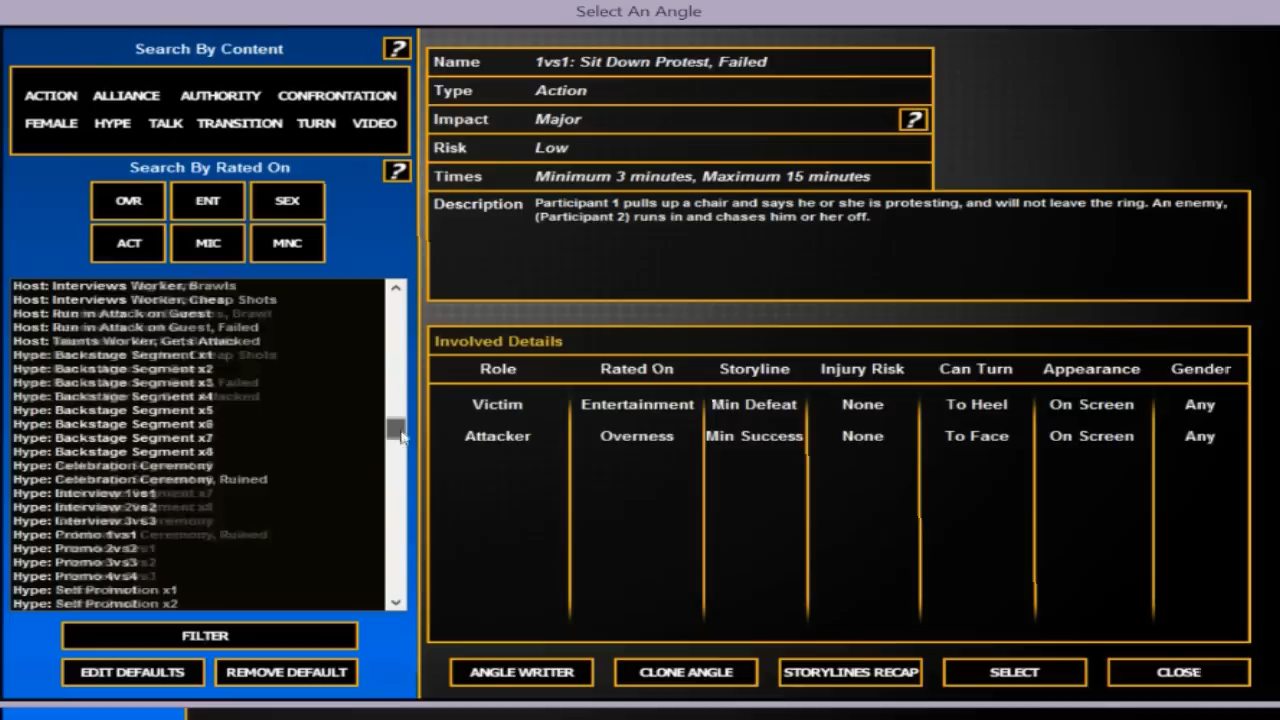 Select An Angle
Search By Content
?
ACTION ALLIANCE AUTHORITY CONFRONTATION
FEMALE HYPE TALK TRANSITION TURN VIDEO
Search By Rated On
?
OVR ENT SEX
ACT MIC MNC
Host: Interviews Worker, Brawls
Host: Interviews Worker, Cheap Shots
Host: Run in Attack on Guest
Host: Run in Attack on Guest, Failed
Host: Taunts Worker, Gets Attacked
Hype: Backstage Segment x1
Hype: Backstage Segment x2
Hype: Backstage Segment x3
Hype: Backstage Segment x4
Hype: Backstage Segment x5
Hype: Backstage Segment x6
Hype: Backstage Segment x7
Hype: Backstage Segment x8
Hype: Celebration Ceremony
Hype: Celebration Ceremony, Ruined
Hype: Interview 1vs1
Hype: Interview 2vs2
Hype: Interview 3vs3
Hype: Promo 1vs1
Hype: Promo 2vs2
Hype: Promo 3vs3
Hype: Promo 4vs4
Hype: Self Promotion x1
Hype: Self Promotion x2
FILTER
EDIT DEFAULTS REMOVE DEFAULT
Name 1vs1: Sit Down Protest, Failed
Type Action
Impact Major ?
Risk Low
Times Minimum 3 minutes, Maximum 15 minutes
Description Participant 1 pulls up a chair and says he or she is protesting, and will not leave the ring. An enemy,
(Participant 2) runs in and chases him or her off.
Involved Details
Role Rated On Storyline Injury Risk Can Turn Appearance Gender
Victim Entertainment Min Defeat None To Heel On Screen Any
Attacker Overness Min Success None To Face On Screen Any
ANGLE WRITER CLONE ANGLE STORYLINES RECAP SELECT CLOSE